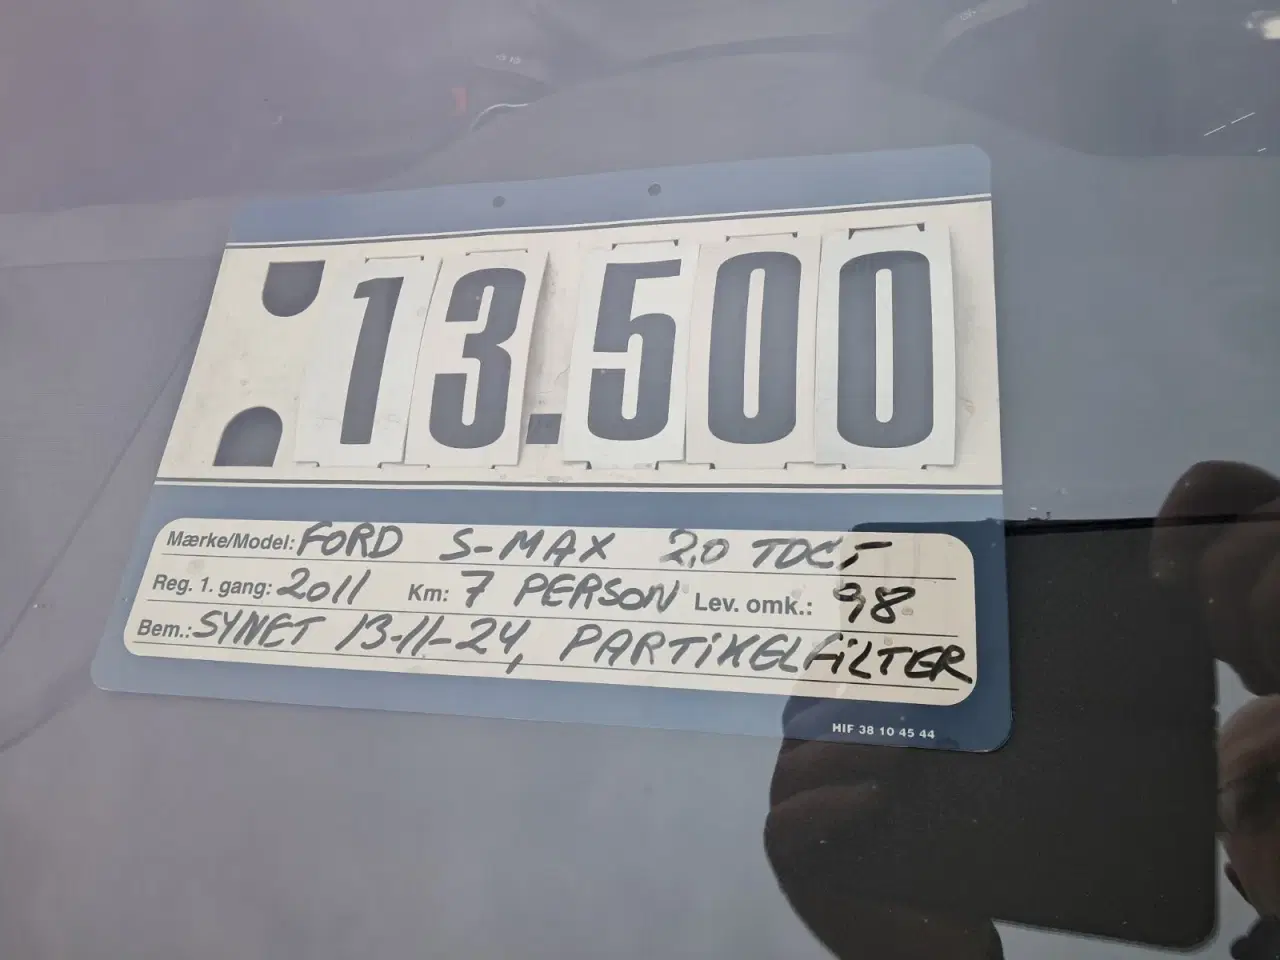 13.500
Mærke/Model: FORD S-MAX 2,0 TDCi
Reg. 1. gang: 2011 Km: 7 PERSON Lev. omk.: 98
Bem.: SYNET 13-11-24, PARTIKELFILTER
HIF 38 10 45 44